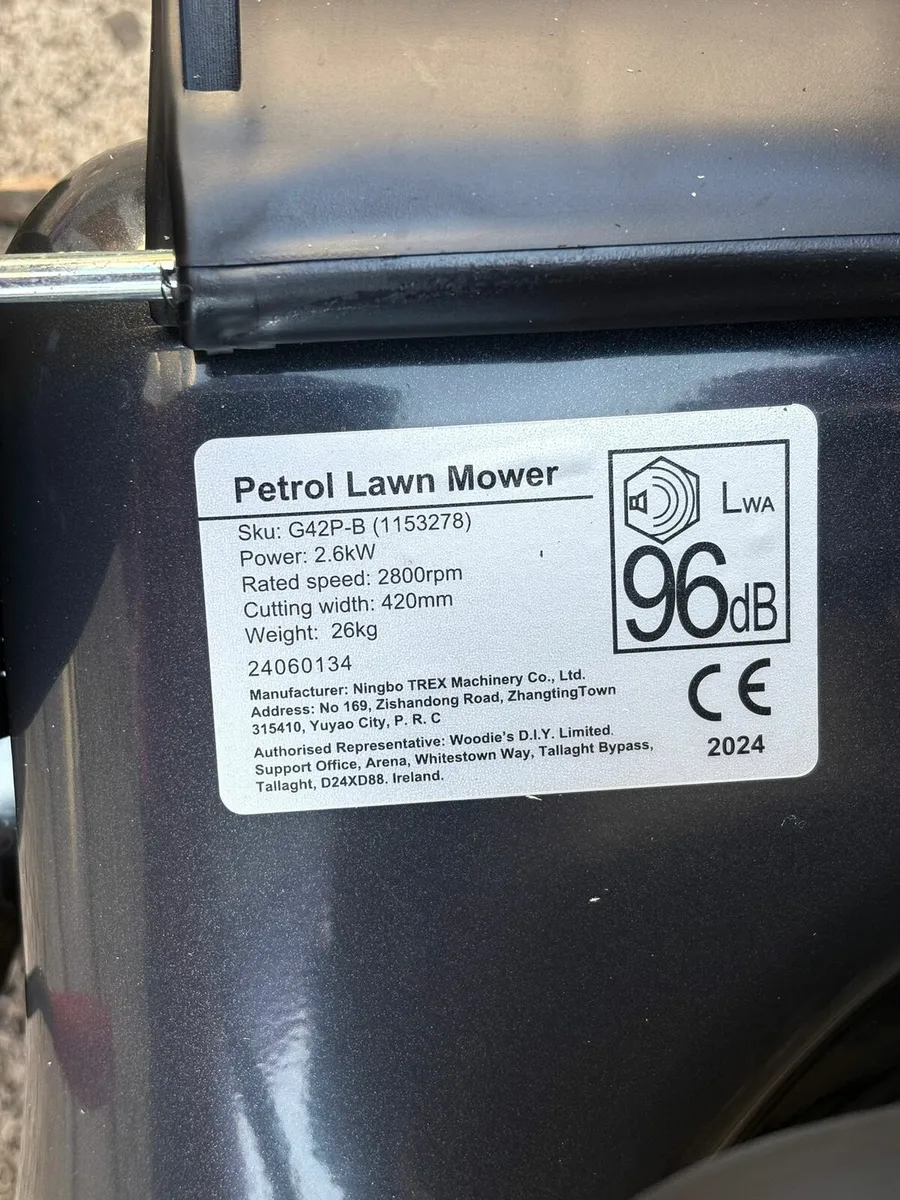 Petrol Lawn Mower
Sku: G42P-B (1153278)
Power: 2.6kW
Rated speed: 2800rpm
Cutting width: 420mm
Weight: 26kg
24060134
Manufacturer: Ningbo TREX Machinery Co., Ltd.
Address: No 169, Zishandong Road, ZhangtingTown
315410, Yuyao City, P. R. C
Authorised Representative: Woodie's D.I.Y. Limited.
Support Office, Arena, Whitestown Way, Tallaght Bypass,
Tallaght, D24XD88. Ireland.
LWA
96dB
CE
2024